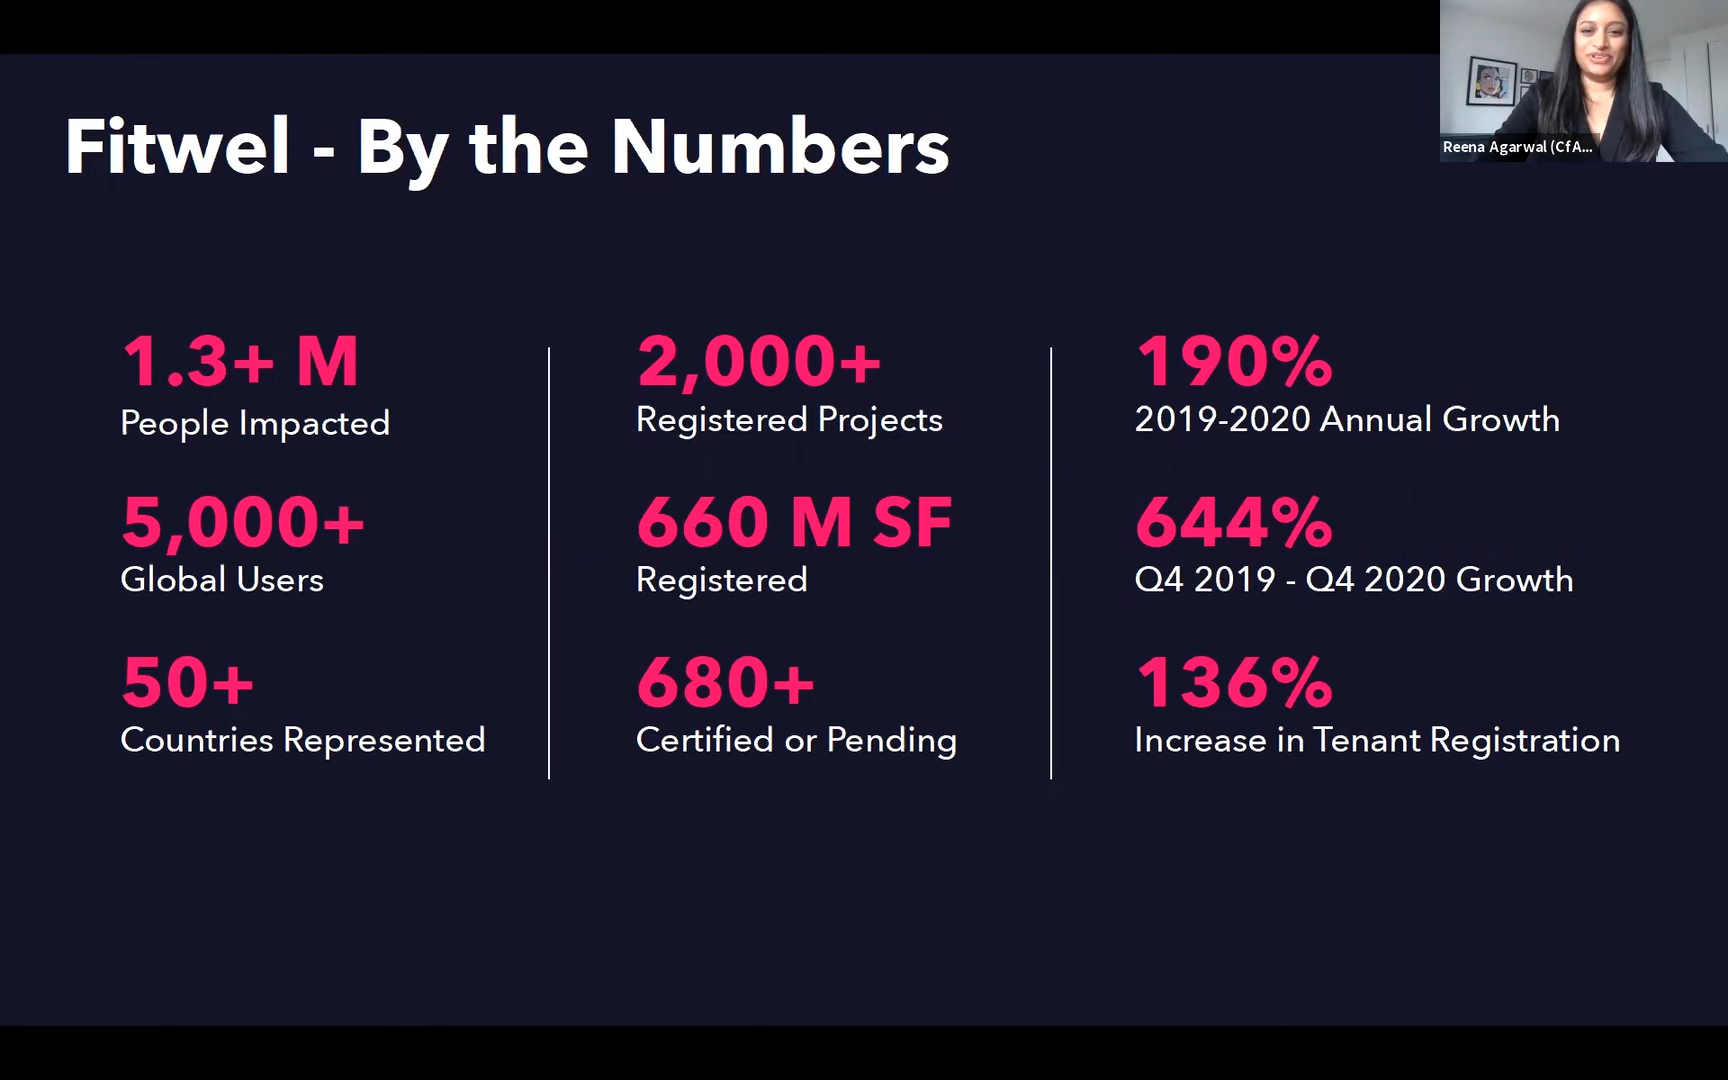 Fitwel - By the Numbers
Reena Agarwal (CfA...
1.3+ M
People Impacted
5,000+
Global Users
50+
Countries Represented
2,000+
Registered Projects
660 M SF
Registered
680+
Certified or Pending
190%
2019-2020 Annual Growth
644%
Q4 2019 - Q4 2020 Growth
136%
Increase in Tenant Registration